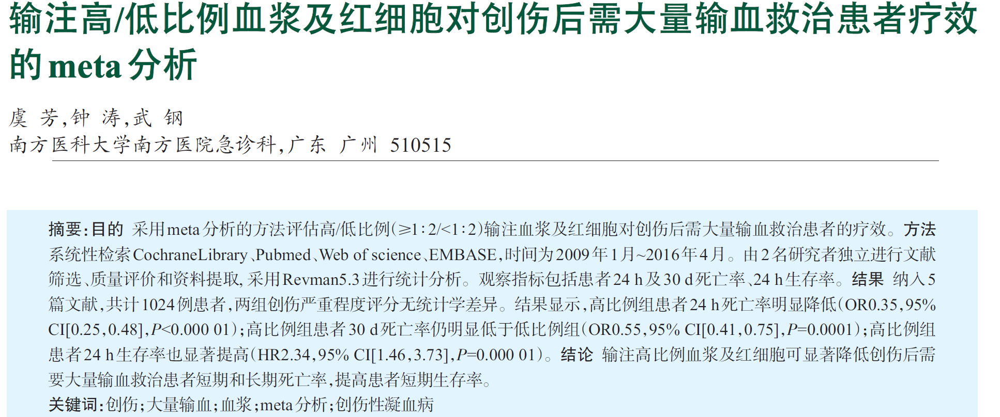 输注高/低比例血浆及红细胞对创伤后需大量输血救治患者疗效
的meta分析
虞 芳,钟 涛,武 钢
南方医科大学南方医院急诊科,广东 广州 510515
摘要:目的 采用meta分析的方法评估高/低比例(≥1∶2/<1∶2)输注血浆及红细胞对创伤后需大量输血救治患者的疗效。方法
系统性检索CochraneLibrary、Pubmed、Web of science、EMBASE,时间为2009年1月~2016年4月。由2名研究者独立进行文献
筛选、质量评价和资料提取, 采用Revman5.3进行统计分析。观察指标包括患者24 h及30 d死亡率、24 h生存率。结果 纳入5
篇文献,共计1024例患者,两组创伤严重程度评分无统计学差异。结果显示,高比例组患者24 h死亡率明显降低(OR0.35,95%
CI[0.25,0.48],P<0.000 01);高比例组患者30 d死亡率仍明显低于低比例组(OR0.55,95% CI[0.41,0.75],P=0.0001);高比例组
患者24 h生存率也显著提高(HR2.34,95% CI[1.46,3.73],P=0.000 01)。结论 输注高比例血浆及红细胞可显著降低创伤后需
要大量输血救治患者短期和长期死亡率,提高患者短期生存率。
关键词:创伤;大量输血;血浆;meta分析;创伤性凝血病